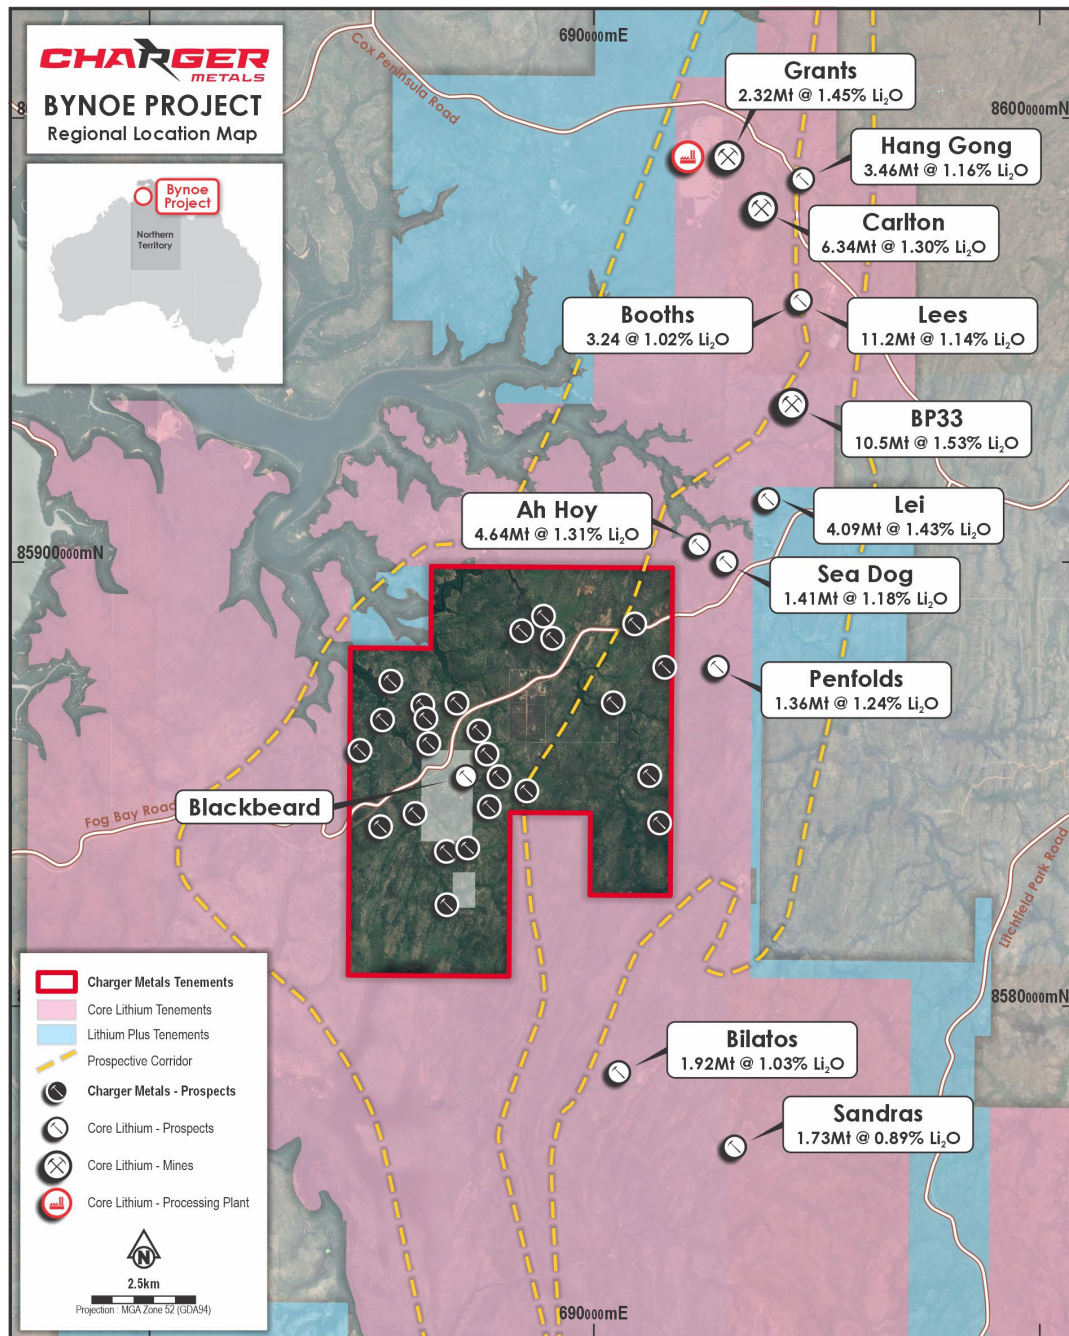 CHARGER
METALS
BYNOE PROJECT
Regional Location Map
Bynoe
Project
Northern
Territory
690000mE
Cox Peninsula Road
8600000mN
Grants
2.32Mt @ 1.45% Li2O
Hang Gong
3.46Mt @ 1.16% Li2O
Carlton
6.34Mt @ 1.30% Li2O
Booths
3.24 @ 1.02% Li2O
Lees
11.2Mt @ 1.14% Li2O
BP33
10.5Mt @ 1.53% Li2O
Ah Hoy
4.64Mt @ 1.31% Li2O
Lei
4.09Mt @ 1.43% Li2O
85900000mN
Sea Dog
1.41Mt @ 1.18% Li2O
Penfolds
1.36Mt @ 1.24% Li2O
Blackbeard
Fog Bay Road
Litchfield Park Road
8580000mN
Charger Metals Tenements
Core Lithium Tenements
Lithium Plus Tenements
Prospective Corridor
Charger Metals - Prospects
Core Lithium - Prospects
Core Lithium - Mines
Core Lithium - Processing Plant
N
2.5km
Projection : MGA Zone 52 (GDA94)
Bilatos
1.92Mt @ 1.03% Li2O
Sandras
1.73Mt @ 0.89% Li2O
690000mE